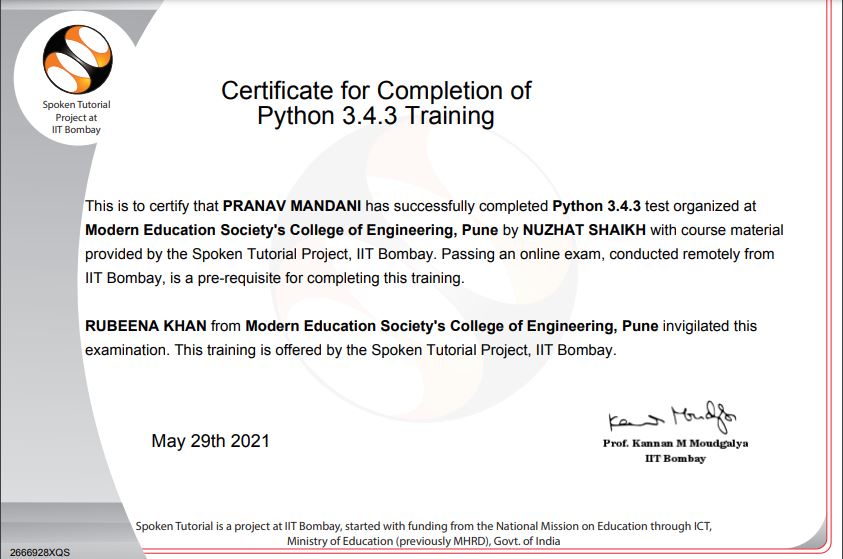 Spoken Tutorial
Project at
IIT Bombay
Certificate for Completion of
Python 3.4.3 Training
This is to certify that PRANAV MANDANI has successfully completed Python 3.4.3 test organized at
Modern Education Society's College of Engineering, Pune by NUZHAT SHAIKH with course material
provided by the Spoken Tutorial Project, IIT Bombay. Passing an online exam, conducted remotely from
IIT Bombay, is a pre-requisite for completing this training.
RUBEENA KHAN from Modern Education Society's College of Engineering, Pune invigilated this
examination. This training is offered by the Spoken Tutorial Project, IIT Bombay.
May 29th 2021
Prof. Kannan M Moudgalya
IIT Bombay
Spoken Tutorial is a project at IIT Bombay, started with funding from the National Mission on Education through ICT,
Ministry of Education (previously MHRD), Govt. of India
2666928XQS